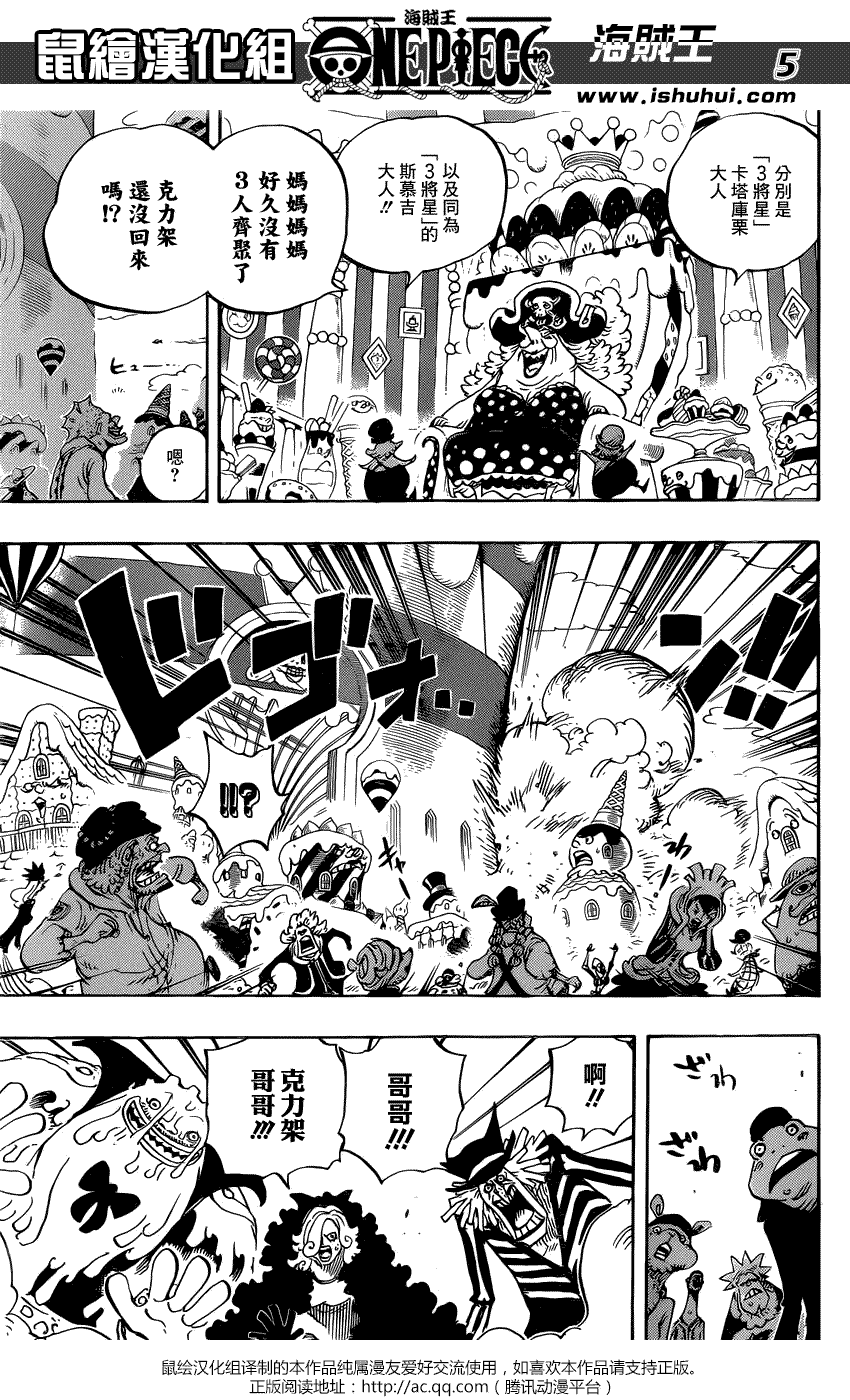 鼠繪漢化組
海賊王
ONE PIECE
海賊王
5
www.ishuhui.com
分別是
「3將星」
卡塔庫栗
大人
以及同為
「3將星」的
斯慕吉
大人!!
媽媽媽媽
好久沒有
3人齊聚了
克力架
還沒回來
嗎!?
ヒュ
嗯?
ドゴォ‥ン!!!
!!?
キャー
わー
啊!!
哥哥!!!
克力架
哥哥!!!
ざわ
ざわ
鼠绘汉化组译制的本作品纯属漫友爱好交流使用，如喜欢本作品请支持正版。
正版阅读地址：http://ac.qq.com（腾讯动漫平台）